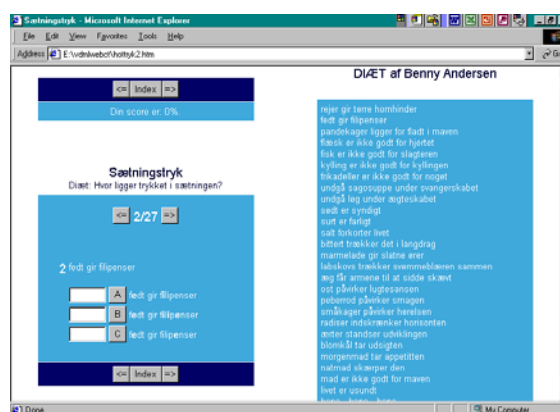 Sætningstryk - Microsoft Internet Explorer
File Edit View Favorites Tools Help
Address E:\vdmlwebct\hottryk2.htm Go
<= Index =>
Din score er: 0%.
Sætningstryk
Diæt: Hvor ligger trykket i sætningen?
<= 2/27 =>
2 fedt gir filipenser
A fedt gir filipenser
B fedt gir filipenser
C fedt gir filipenser
<= Index =>
DIÆT af Benny Andersen
rejer gir tørre hornhinder
fedt gir filipenser
pandekager ligger for fladt i maven
flæsk er ikke godt for hjertet
fisk er ikke godt for slagteren
kylling er ikke godt for kyllingen
frikadeller er ikke godt for noget
undgå sagosuppe under svangerskabet
undgå løg under ægteskabet
sødt er syndigt
surt er farligt
salt forkorter livet
bittert trækker det i langdrag
marmelade gir slatne ører
labskovs trækker svømmeblæren sammen
æg får armene til at sidde skævt
ost påvirker lugtesansen
peberrod påvirker smagen
småkager påvirker hørelsen
radiser indskrænker horisonten
ærter standser udviklingen
blomkål tar udsigten
morgenmad tar appetitten
natmad skærper den
mad er ikke godt for maven
livet er usundt
Done My Computer